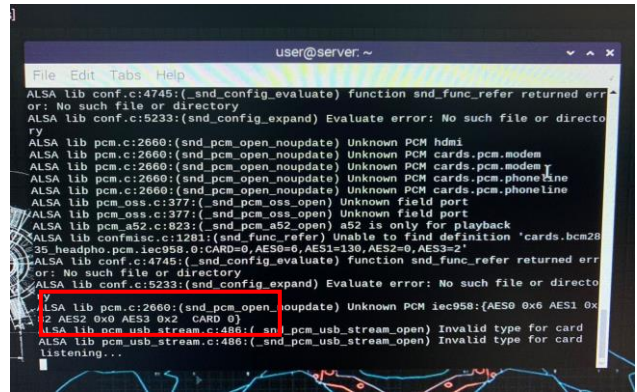 s]
user@server: ~
File Edit Tabs Help
ALSA lib conf.c:4745:(_snd_config_evaluate) function snd_func_refer returned err
or: No such file or directory
ALSA lib conf.c:5233:(snd_config_expand) Evaluate error: No such file or directo
ry
ALSA lib pcm.c:2660:(snd_pcm_open_noupdate) Unknown PCM hdmi
ALSA lib pcm.c:2660:(snd_pcm_open_noupdate) Unknown PCM cards.pcm.modem
ALSA lib pcm.c:2660:(snd_pcm_open_noupdate) Unknown PCM cards.pcm.modem
ALSA lib pcm.c:2660:(snd_pcm_open_noupdate) Unknown PCM cards.pcm.phoneline
ALSA lib pcm.c:2660:(snd_pcm_open_noupdate) Unknown PCM cards.pcm.phoneline
ALSA lib pcm_oss.c:377:(_snd_pcm_oss_open) Unknown field port
ALSA lib pcm_oss.c:377:(_snd_pcm_oss_open) Unknown field port
ALSA lib pcm_a52.c:823:(_snd_pcm_a52_open) a52 is only for playback
ALSA lib confmisc.c:1281:(snd_func_refer) Unable to find definition 'cards.bcm28
35_headpho.pcm.iec958.0:CARD=0,AES0=6,AES1=130,AES2=0,AES3=2'
ALSA lib conf.c:4745:(_snd_config_evaluate) function snd_func_refer returned err
or: No such file or directory
ALSA lib conf.c:5233:(snd_config_expand) Evaluate error: No such file or directo
ry
ALSA lib pcm.c:2660:(snd_pcm_open_noupdate) Unknown PCM iec958:{AES0 0x6 AES1 0x
82 AES2 0x0 AES3 0x2 CARD 0}
ALSA lib pcm_usb_stream.c:486:(_snd_pcm_usb_stream_open) Invalid type for card
ALSA lib pcm_usb_stream.c:486:(_snd_pcm_usb_stream_open) Invalid type for card
listening...